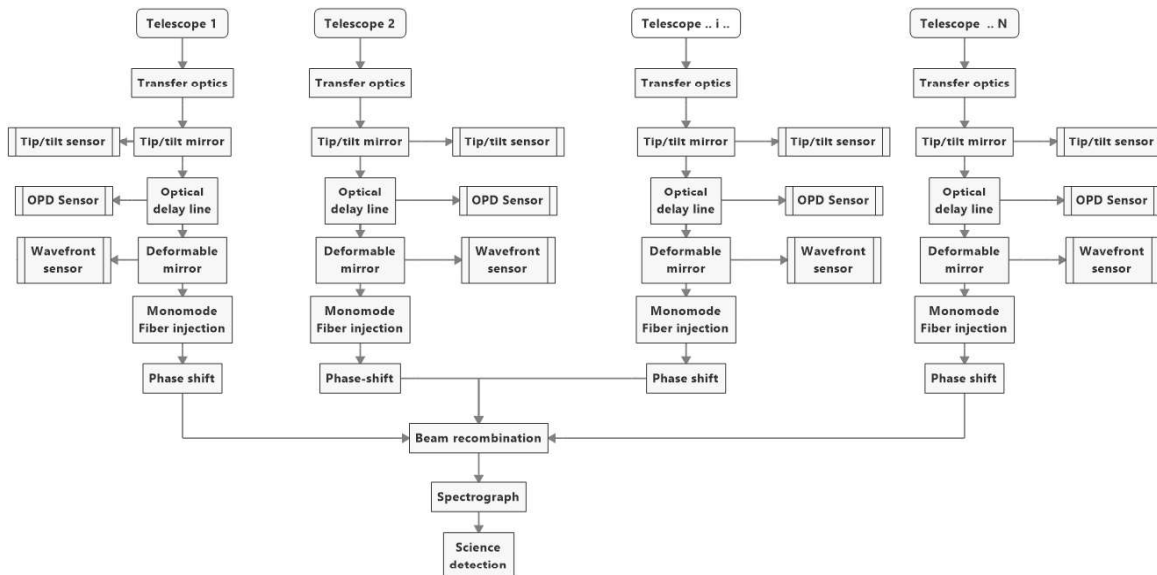 Telescope 1
Telescope 2
Telescope .. i ..
Telescope .. N
Transfer optics
Transfer optics
Transfer optics
Transfer optics
Tip/tilt sensor
Tip/tilt mirror
Tip/tilt mirror
Tip/tilt sensor
Tip/tilt mirror
Tip/tilt sensor
Tip/tilt mirror
Tip/tilt sensor
OPD Sensor
Optical
delay line
Optical
delay line
OPD Sensor
Optical
delay line
OPD Sensor
Optical
delay line
OPD Sensor
Wavefront
sensor
Deformable
mirror
Deformable
mirror
Wavefront
sensor
Deformable
mirror
Wavefront
sensor
Deformable
mirror
Wavefront
sensor
Monomode
Fiber injection
Monomode
Fiber injection
Monomode
Fiber injection
Monomode
Fiber injection
Phase shift
Phase-shift
Phase shift
Phase shift
Beam recombination
Spectrograph
Science
detection